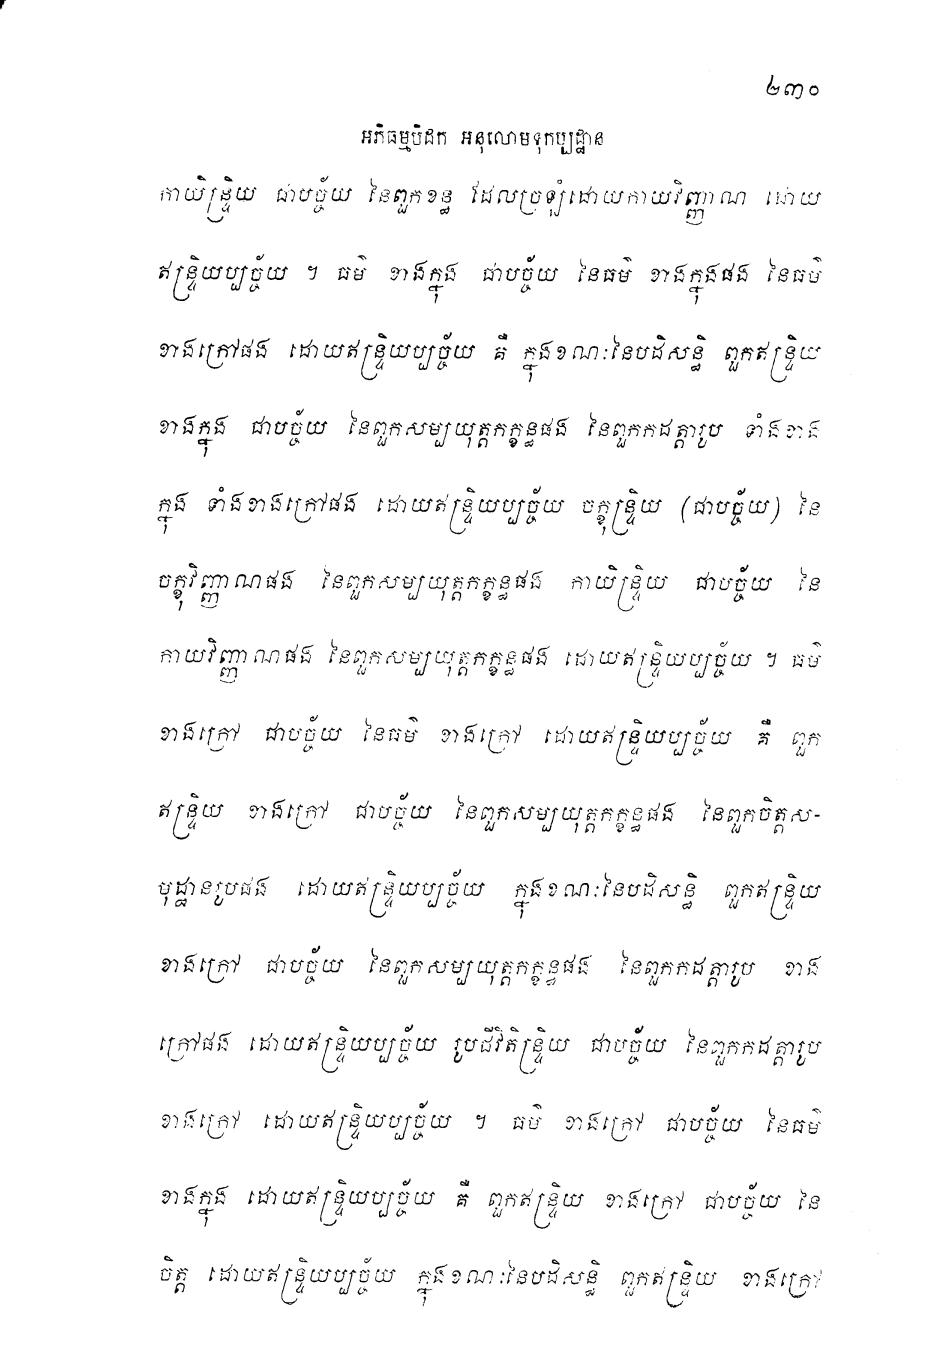 ២៣០
អភិធម្មបិដក អនុលោមទុកប្បដ្ឋាន
កាយិន្ទ្រិយ ជាបច្ច័យ នៃពួកខន្ធ ដែលច្រឡំដោយកាយវិញ្ញាណ ដោយ
ឥន្ទ្រិយប្បច្ច័យ ។ ធម៌ ខាងក្នុង ជាបច្ច័យ នៃធម៌ ខាងក្នុងផង នៃធម៌
ខាងក្រៅផង ដោយឥន្ទ្រិយប្បច្ច័យ គឺ ក្នុងខណៈនៃបដិសន្ធិ ពួកឥន្ទ្រិយ
ខាងក្នុង ជាបច្ច័យ នៃពួកសម្បយុត្តកក្ខន្ធផង នៃពួកកដត្តារូប ទាំងខាង
ក្នុង ទាំងខាងក្រៅផង ដោយឥន្ទ្រិយប្បច្ច័យ ចក្ខុន្ទ្រិយ (ជាបច្ច័យ) នៃ
ចក្ខុវិញ្ញាណផង នៃពួកសម្បយុត្តកក្ខន្ធផង កាយិន្ទ្រិយ ជាបច្ច័យ នៃ
កាយវិញ្ញាណផង នៃពួកសម្បយុត្តកក្ខន្ធផង ដោយឥន្ទ្រិយប្បច្ច័យ ។ ធម៌
ខាងក្រៅ ជាបច្ច័យ នៃធម៌ ខាងក្រៅ ដោយឥន្ទ្រិយប្បច្ច័យ គឺ ពួក
ឥន្ទ្រិយ ខាងក្រៅ ជាបច្ច័យ នៃពួកសម្បយុត្តកក្ខន្ធផង នៃពួកចិត្តស-
មុដ្ឋានរូបផង ដោយឥន្ទ្រិយប្បច្ច័យ ក្នុងខណៈនៃបដិសន្ធិ ពួកឥន្ទ្រិយ
ខាងក្រៅ ជាបច្ច័យ នៃពួកសម្បយុត្តកក្ខន្ធផង នៃពួកកដត្តារូប ខាង
ក្រៅផង ដោយឥន្ទ្រិយប្បច្ច័យ រូបជីវិតិន្ទ្រិយ ជាបច្ច័យ នៃពួកកដត្តារូប
ខាងក្រៅ ដោយឥន្ទ្រិយប្បច្ច័យ ។ ធម៌ ខាងក្រៅ ជាបច្ច័យ នៃធម៌
ខាងក្នុង ដោយឥន្ទ្រិយប្បច្ច័យ គឺ ពួកឥន្ទ្រិយ ខាងក្រៅ ជាបច្ច័យ នៃ
ចិត្ត ដោយឥន្ទ្រិយប្បច្ច័យ ក្នុងខណៈនៃបដិសន្ធិ ពួកឥន្ទ្រិយ ខាងក្រៅ